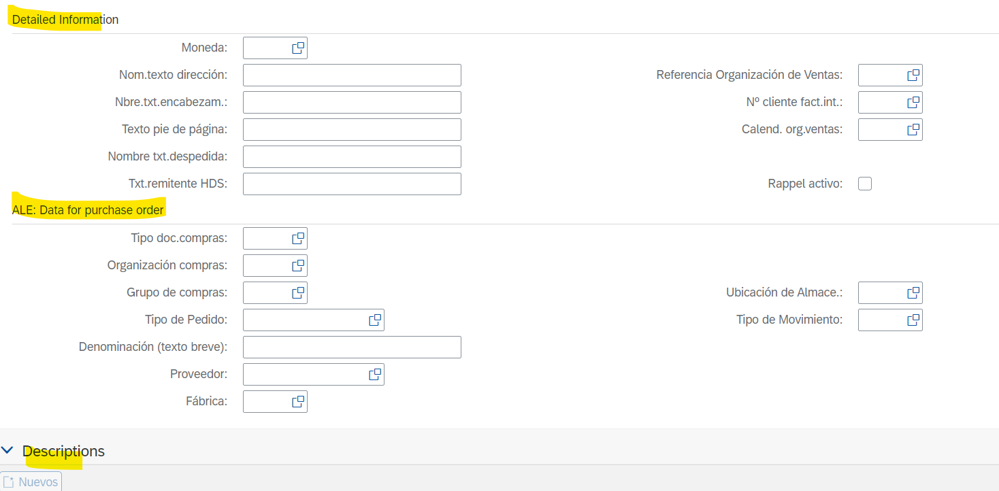 Detailed Information
Moneda:
Nom.texto dirección:
Referencia Organización de Ventas:
Nbre.txt.encabezam.:
Nº cliente fact.int.:
Texto pie de página:
Calend. org.ventas:
Nombre txt.despedida:
Txt.remitente HDS:
Rappel activo:
ALE: Data for purchase order
Tipo doc.compras:
Organización compras:
Grupo de compras:
Ubicación de Almace.:
Tipo de Pedido:
Tipo de Movimiento:
Denominación (texto breve):
Proveedor:
Fábrica:
Descriptions
Nuevos